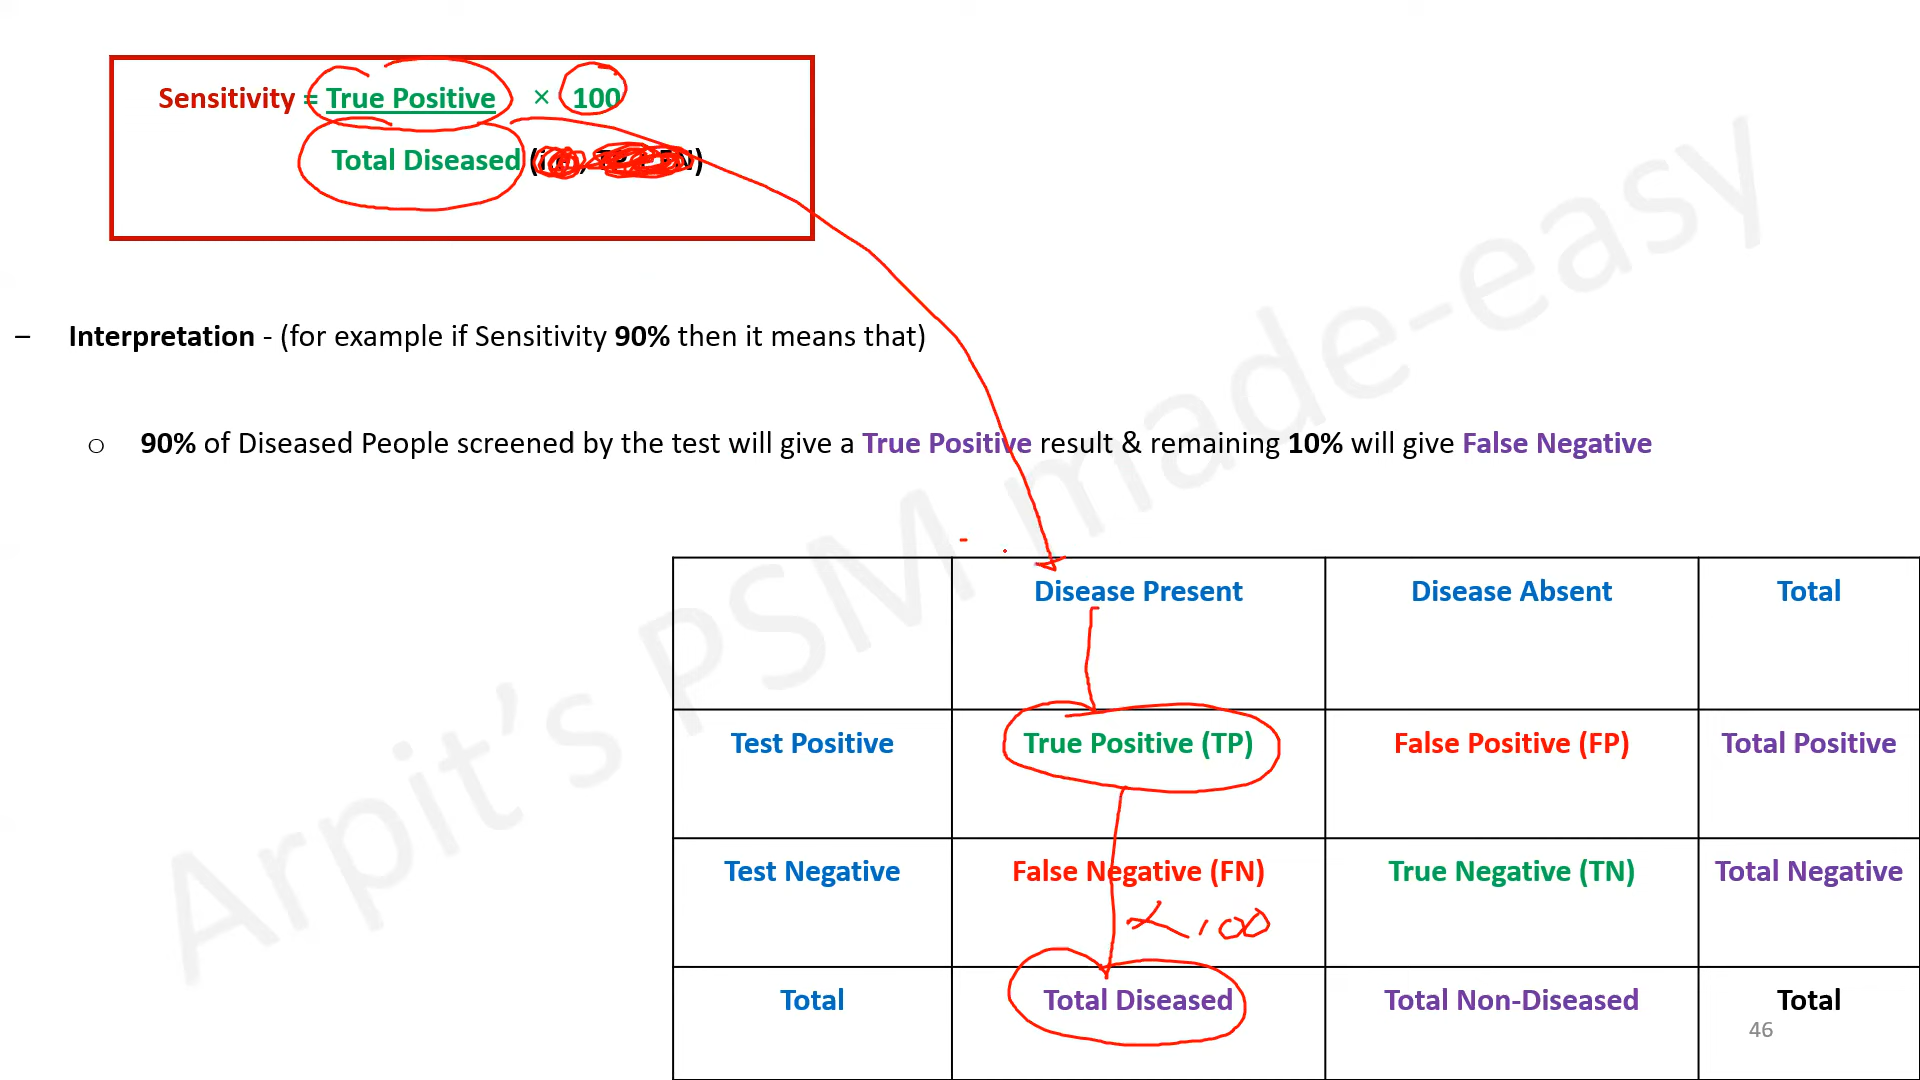 Sensitivity = True Positive × 100
Total Diseased ( )
– Interpretation - (for example if Sensitivity 90% then it means that)
o 90% of Diseased People screened by the test will give a True Positive result & remaining 10% will give False Negative
Disease Present Disease Absent Total
Test Positive True Positive (TP) False Positive (FP) Total Positive
Test Negative False Negative (FN) True Negative (TN) Total Negative
× 100
Total Total Diseased Total Non-Diseased Total
46
Arpit's PSM made-easy